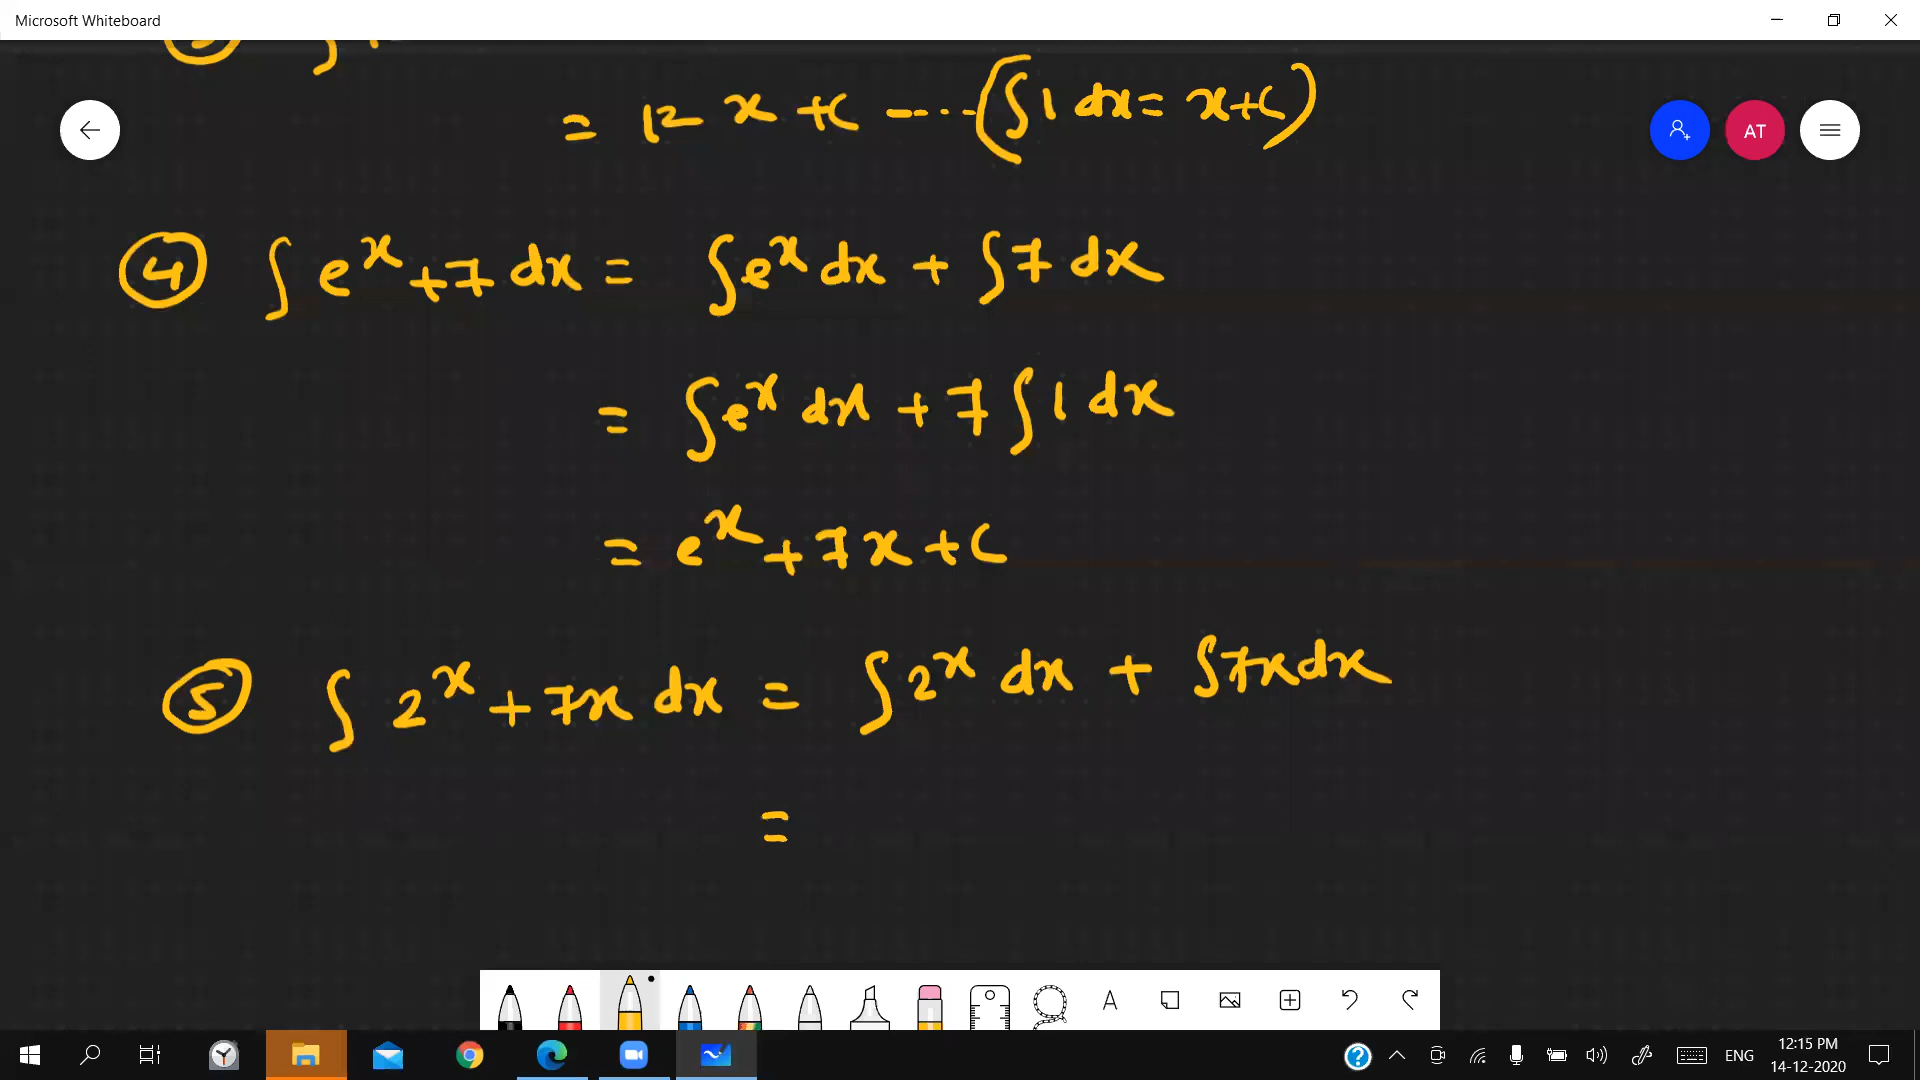 Microsoft Whiteboard
= 12 x + c ----- (∫ 1 dx = x + c)
AT
④ ∫ e^x + 7 dx = ∫ e^x dx + ∫ 7 dx
= ∫ e^x dx + 7 ∫ 1 dx
= e^x + 7x + c
⑤ ∫ 2^x + 7x dx = ∫ 2^x dx + ∫ 7x dx
=
ENG
12:15 PM
14-12-2020